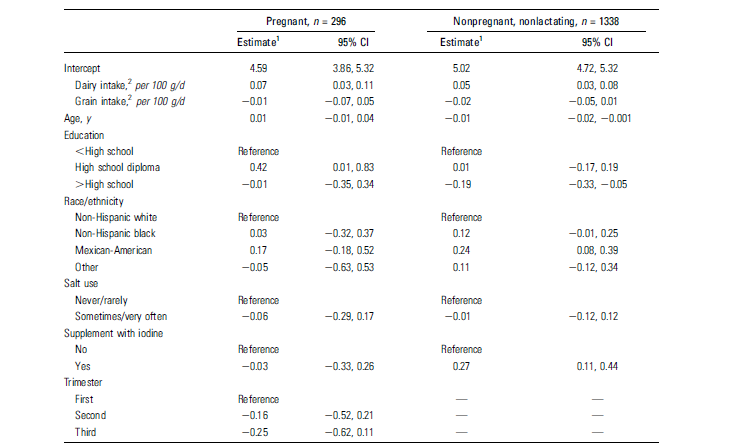 Pregnant, n = 296 Nonpregnant, nonlactating, n = 1338
Estimate1 95% CI Estimate1 95% CI
Intercept 4.59 3.86, 5.32 5.02 4.72, 5.32
Dairy intake,2 per 100 g/d 0.07 0.03, 0.11 0.05 0.03, 0.08
Grain intake,2 per 100 g/d −0.01 −0.07, 0.05 −0.02 −0.05, 0.01
Age, y 0.01 −0.01, 0.04 −0.01 −0.02, −0.001
Education
<High school Reference Reference
High school diploma 0.42 0.01, 0.83 0.01 −0.17, 0.19
>High school −0.01 −0.35, 0.34 −0.19 −0.33, −0.05
Race/ethnicity
Non-Hispanic white Reference Reference
Non-Hispanic black 0.03 −0.32, 0.37 0.12 −0.01, 0.25
Mexican-American 0.17 −0.18, 0.52 0.24 0.08, 0.39
Other −0.05 −0.63, 0.53 0.11 −0.12, 0.34
Salt use
Never/rarely Reference Reference
Sometimes/very often −0.06 −0.29, 0.17 −0.01 −0.12, 0.12
Supplement with iodine
No Reference Reference
Yes −0.03 −0.33, 0.26 0.27 0.11, 0.44
Trimester
First Reference — —
Second −0.16 −0.52, 0.21 — —
Third −0.25 −0.62, 0.11 — —